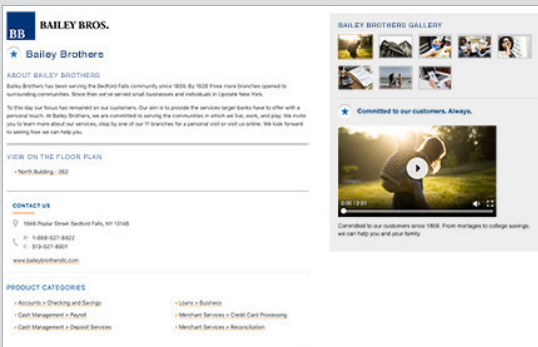 BB
BAILEY BROS.
Bailey Brothers
ABOUT BAILEY BROTHERS
Bailey Brothers has been serving the Bedford Falls community since 1859. By 1925 three more branches opened to
surrounding communities. Since then we've served small businesses and individuals in Upstate New York.
To this day our focus has remained on our customers. Our aim is to provide the services larger banks have to offer with a
personal touch. At Bailey Brothers, we are committed to serving the communities in which we live, work, and play. We invite
you to learn more about our services, stop by one of our 11 branches for a personal visit or visit us online. We look forward
to seeing how we can help you.
VIEW ON THE FLOOR PLAN
North Building - 352
CONTACT US
Poplar Street Bedford Falls, NY 13148
P: 1-888-527-8922
F: 513-527-8001
www.baileybrothersllc.com
PRODUCT CATEGORIES
Accounts > Checking and Savings
Cash Management > Payroll
Cash Management > Deposit Services
Loans > Business
Merchant Services > Credit Card Processing
Merchant Services > Reconciliation
BAILEY BROTHERS GALLERY
Committed to our customers. Always.
0:00 / 2:01
Committed to our customers since 1859. From mortages to college savings,
we can help you and your family.